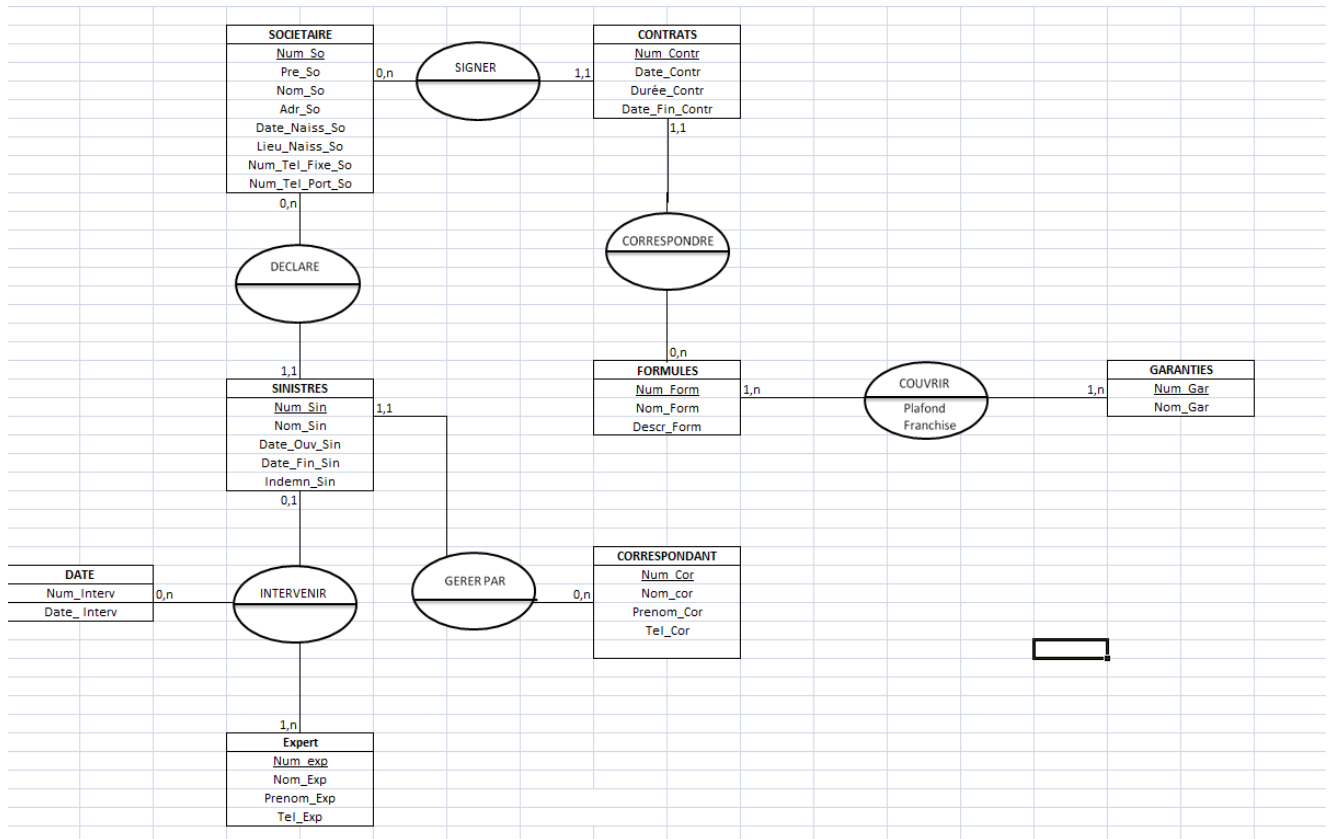 SOCIETAIRE
Num_So
Pre_So
Nom_So
Adr_So
Date_Naiss_So
Lieu_Naiss_So
Num_Tel_Fixe_So
Num_Tel_Port_So
0,n
SIGNER
1,1
CONTRATS
Num_Contr
Date_Contr
Durée_Contr
Date_Fin_Contr
1,1
0,n
DECLARE
CORRESPONDRE
1,1
0,n
SINISTRES
Num_Sin
Nom_Sin
Date_Ouv_Sin
Date_Fin_Sin
Indemn_Sin
1,1
0,1
FORMULES
Num_Form
Nom_Form
Descr_Form
1,n
COUVRIR
Plafond
Franchise
1,n
GARANTIES
Num_Gar
Nom_Gar
DATE
Num_Interv
Date_ Interv
0,n
INTERVENIR
GERER PAR
0,n
CORRESPONDANT
Num_Cor
Nom_cor
Prenom_Cor
Tel_Cor
1,n
Expert
Num_exp
Nom_Exp
Prenom_Exp
Tel_Exp